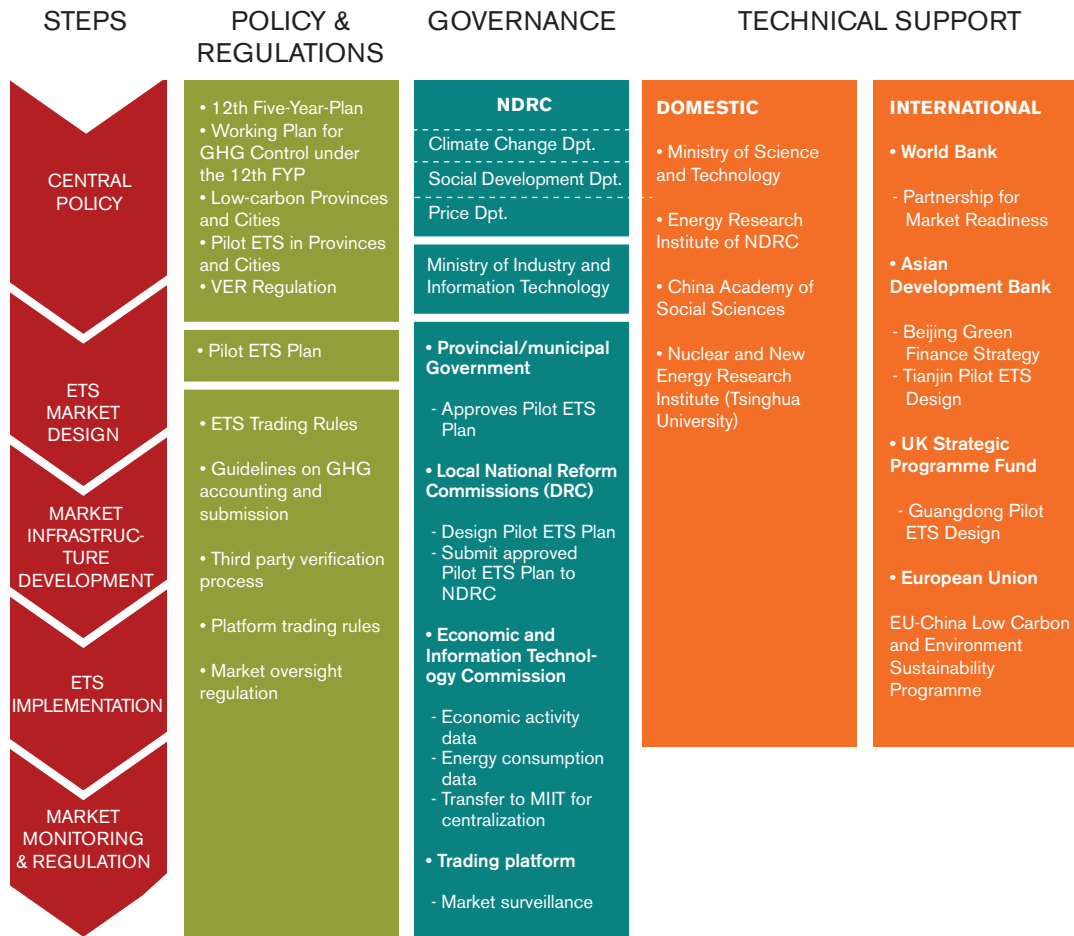 STEPS
POLICY &
REGULATIONS
GOVERNANCE
TECHNICAL SUPPORT
CENTRAL
POLICY
ETS
MARKET
DESIGN
MARKET
INFRASTRUC-
TURE
DEVELOPMENT
ETS
IMPLEMENTATION
MARKET
MONITORING
& REGULATION
• 12th Five-Year-Plan
• Working Plan for
GHG Control under
the 12th FYP
• Low-carbon Provinces
and Cities
• Pilot ETS in Provinces
and Cities
• VER Regulation
• Pilot ETS Plan
• ETS Trading Rules
• Guidelines on GHG
accounting and
submission
• Third party verification
process
• Platform trading rules
• Market oversight
regulation
NDRC
Climate Change Dpt.
Social Development Dpt.
Price Dpt.
Ministry of Industry and
Information Technology
• Provincial/municipal
Government
- Approves Pilot ETS
Plan
• Local National Reform
Commissions (DRC)
- Design Pilot ETS Plan
- Submit approved
Pilot ETS Plan to
NDRC
• Economic and
Information Technol-
ogy Commission
- Economic activity
data
- Energy consumption
data
- Transfer to MIIT for
centralization
• Trading platform
- Market surveillance
DOMESTIC
• Ministry of Science
and Technology
• Energy Research
Institute of NDRC
• China Academy of
Social Sciences
• Nuclear and New
Energy Research
Institute (Tsinghua
University)
INTERNATIONAL
• World Bank
- Partnership for
Market Readiness
• Asian
Development Bank
- Beijing Green
Finance Strategy
- Tianjin Pilot ETS
Design
• UK Strategic
Programme Fund
- Guangdong Pilot
ETS Design
• European Union
EU-China Low Carbon
and Environment
Sustainability
Programme